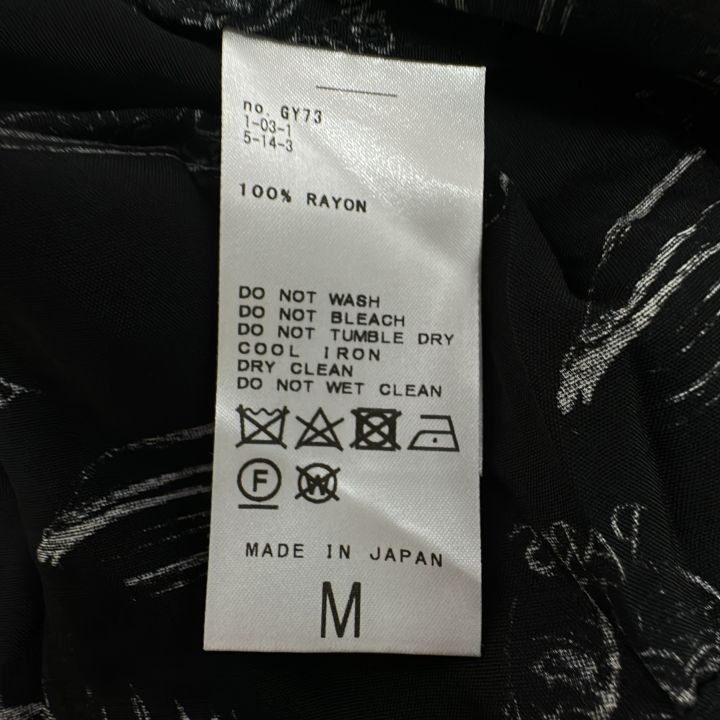 no. GY73
1-03-1
5-14-3
100% RAYON
DO NOT WASH
DO NOT BLEACH
DO NOT TUMBLE DRY
COOL IRON
DRY CLEAN
DO NOT WET CLEAN
F W
MADE IN JAPAN
M